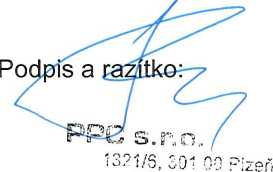 Podpis a razítko:
PPC s.r.o.
1321/6, 301 00 Plzeň